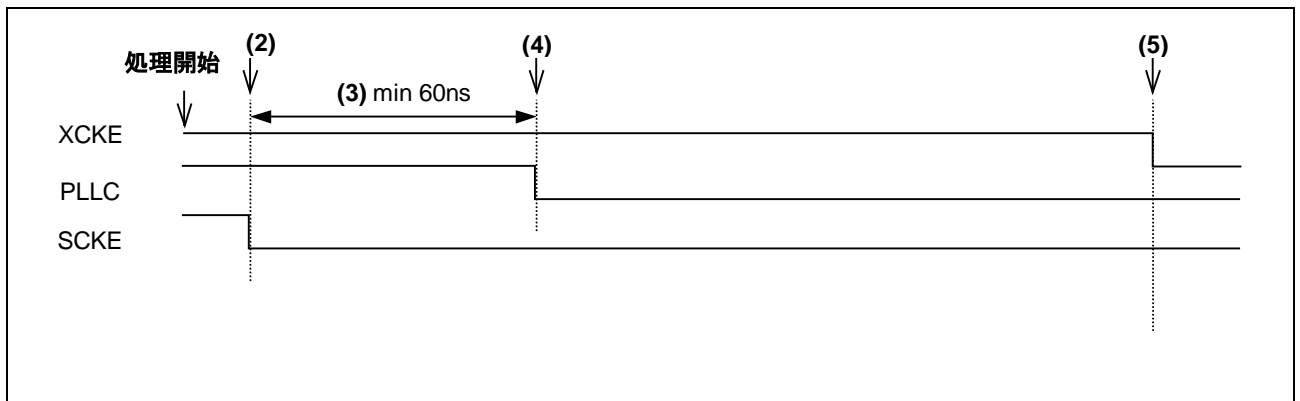 処理開始
(2)
(4)
(5)
(3) min 60ns
XCKE
PLLC
SCKE